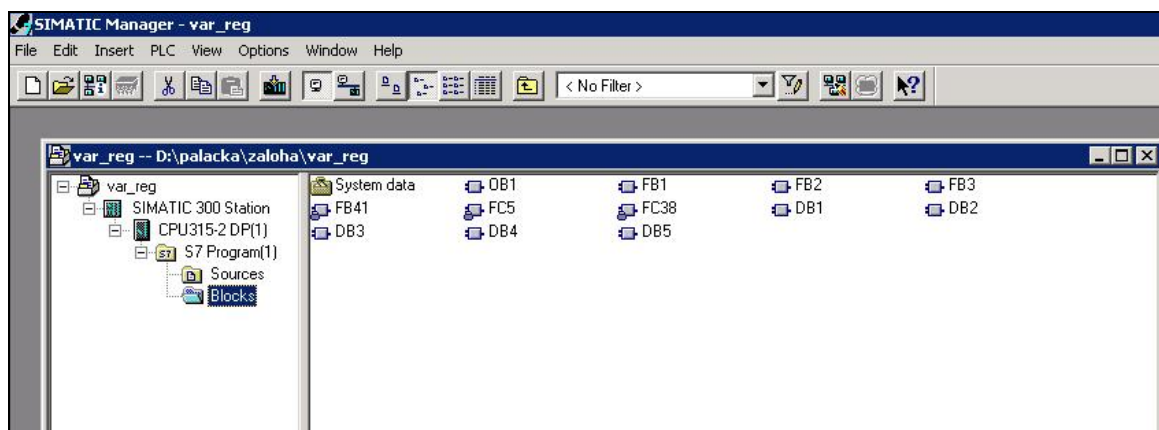 SIMATIC Manager - var_reg
File Edit Insert PLC View Options Window Help
< No Filter >
var_reg -- D:\palacka\zaloha\var_reg
var_reg
SIMATIC 300 Station
CPU315-2 DP(1)
S7 Program(1)
Sources
Blocks
System data OB1 FB1 FB2 FB3
FB41 FC5 FC38 DB1 DB2
DB3 DB4 DB5